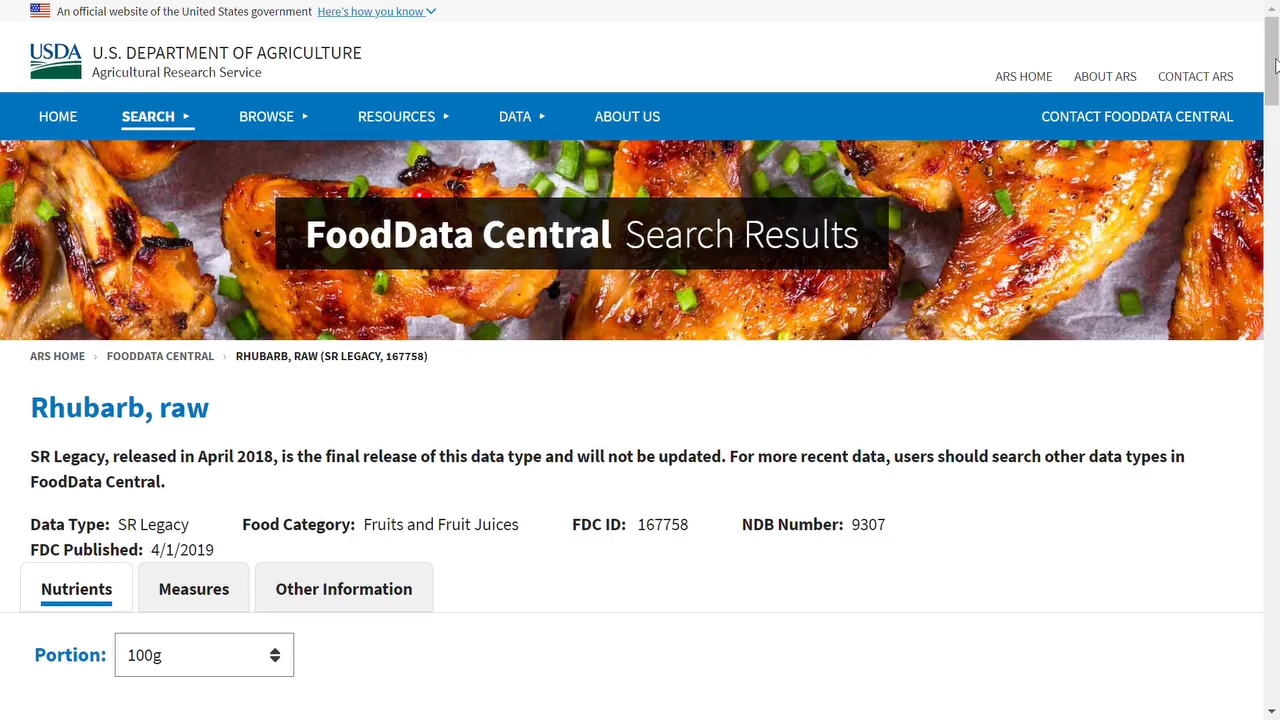 An official website of the United States government Here's how you know
USDA U.S. DEPARTMENT OF AGRICULTURE
Agricultural Research Service
ARS HOME ABOUT ARS CONTACT ARS
HOME SEARCH BROWSE RESOURCES DATA ABOUT US CONTACT FOODDATA CENTRAL
FoodData Central Search Results
ARS HOME › FOODDATA CENTRAL › RHUBARB, RAW (SR LEGACY, 167758)
Rhubarb, raw
SR Legacy, released in April 2018, is the final release of this data type and will not be updated. For more recent data, users should search other data types in
FoodData Central.
Data Type: SR Legacy Food Category: Fruits and Fruit Juices FDC ID: 167758 NDB Number: 9307
FDC Published: 4/1/2019
Nutrients Measures Other Information
Portion: 100g